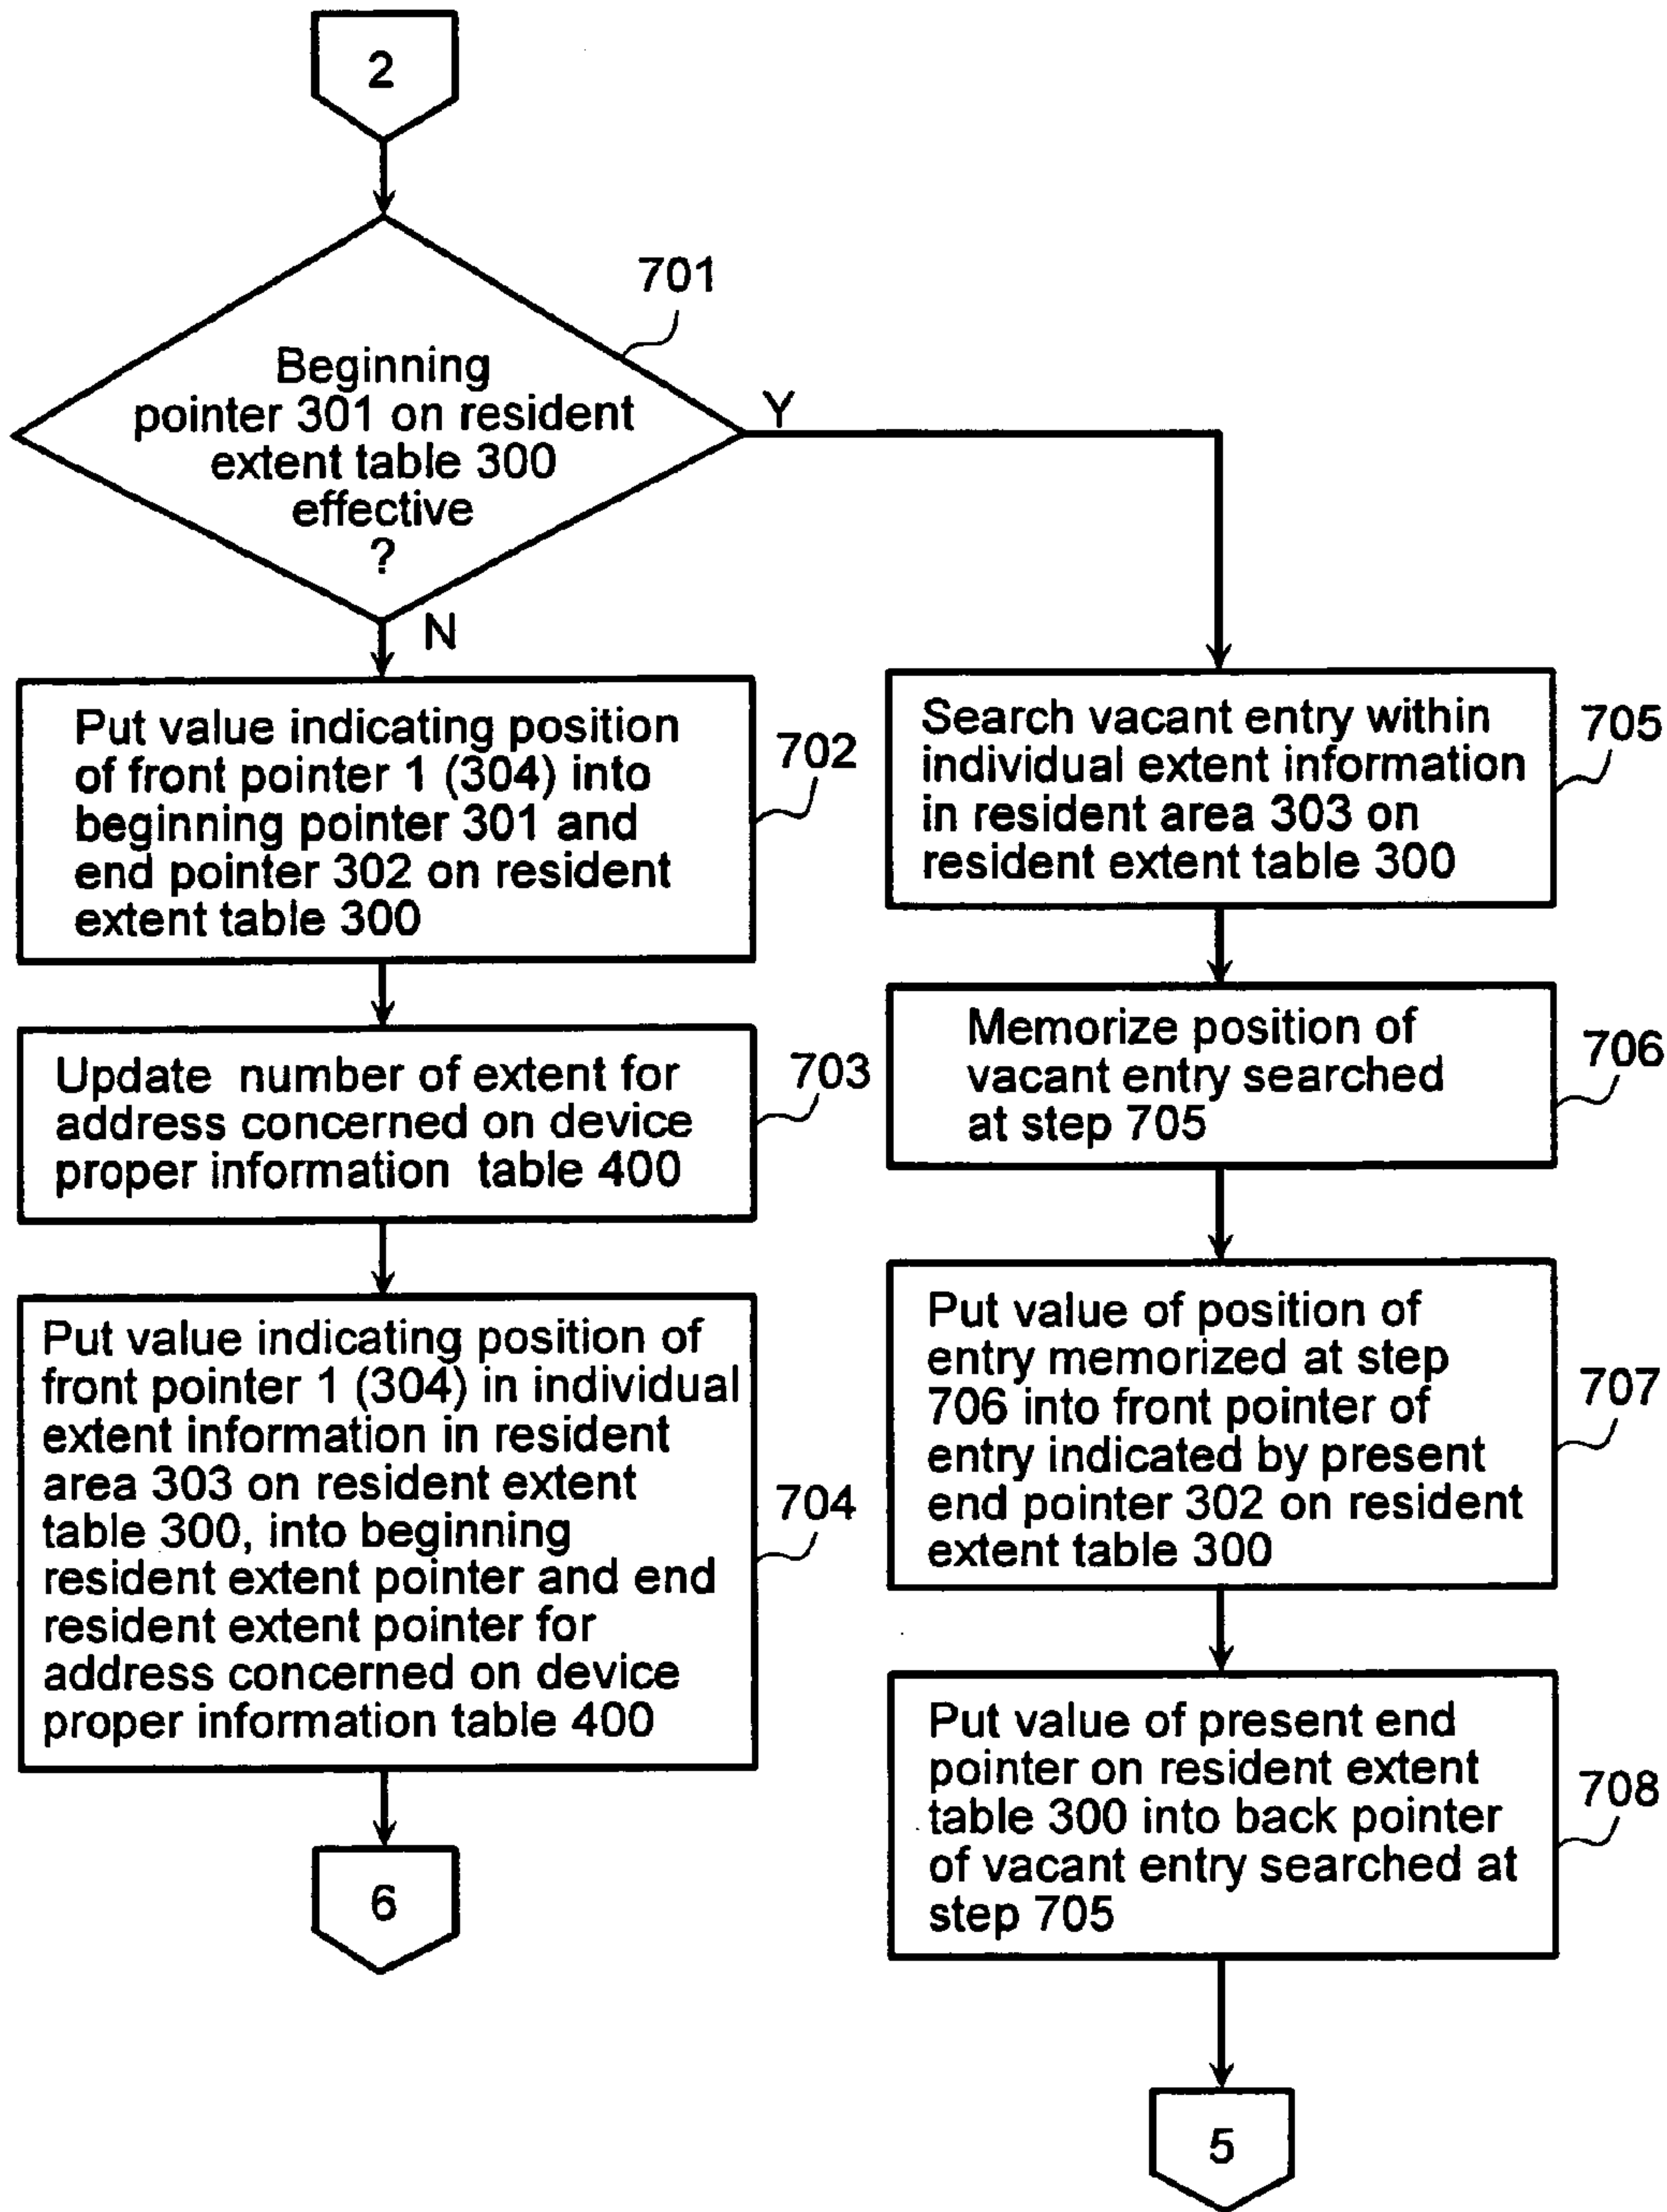 2
701
Beginning
pointer 301 on resident
extent table 300
effective
?
Y
N
Put value indicating position
of front pointer 1 (304) into
beginning pointer 301 and
end pointer 302 on resident
extent table 300
702
Update number of extent for
address concerned on device
proper information table 400
703
Put value indicating position of
front pointer 1 (304) in individual
extent information in resident
area 303 on resident extent
table 300, into beginning
resident extent pointer and end
resident extent pointer for
address concerned on device
proper information table 400
704
6
Search vacant entry within
individual extent information
in resident area 303 on
resident extent table 300
705
Memorize position of
vacant entry searched
at step 705
706
Put value of position of
entry memorized at step
706 into front pointer of
entry indicated by present
end pointer 302 on resident
extent table 300
707
Put value of present end
pointer on resident extent
table 300 into back pointer
of vacant entry searched at
step 705
708
5